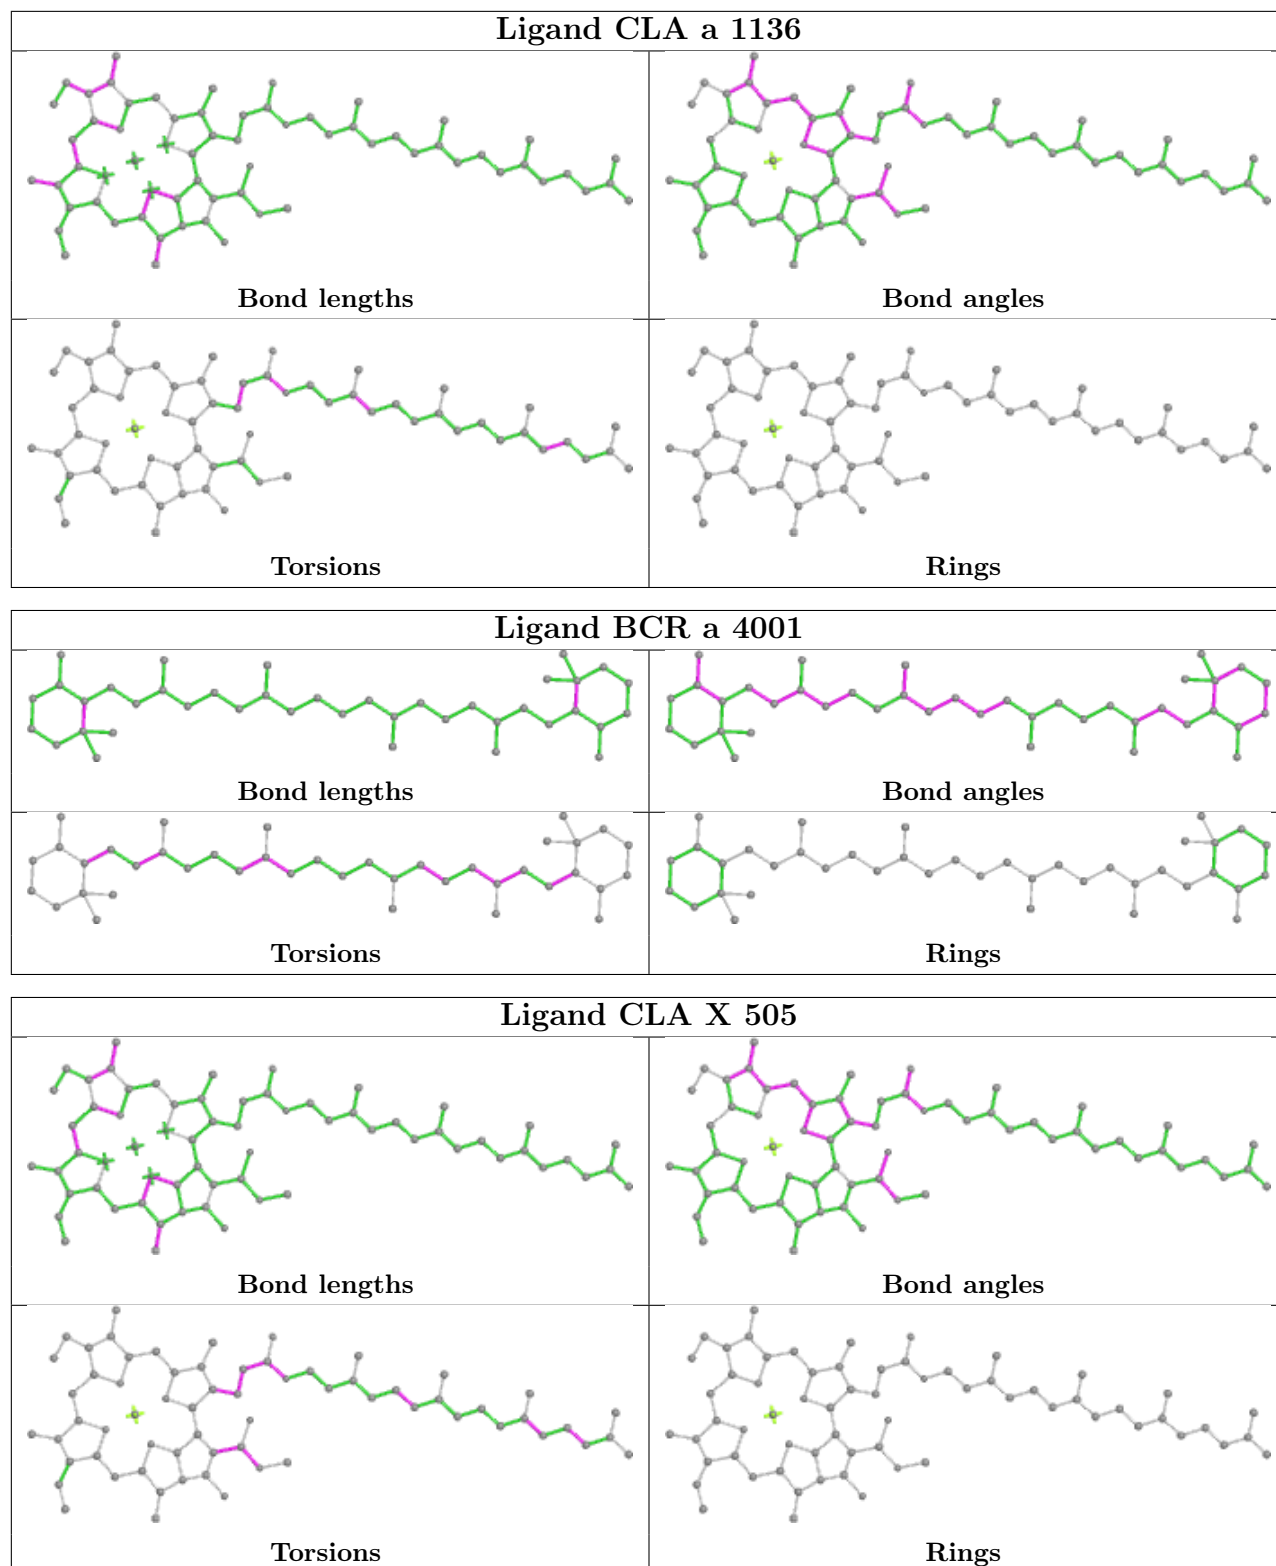 Ligand CLA a 1136
Bond lengths
Bond angles
Torsions
Rings
Ligand BCR a 4001
Bond lengths
Bond angles
Torsions
Rings
Ligand CLA X 505
Bond lengths
Bond angles
Torsions
Rings